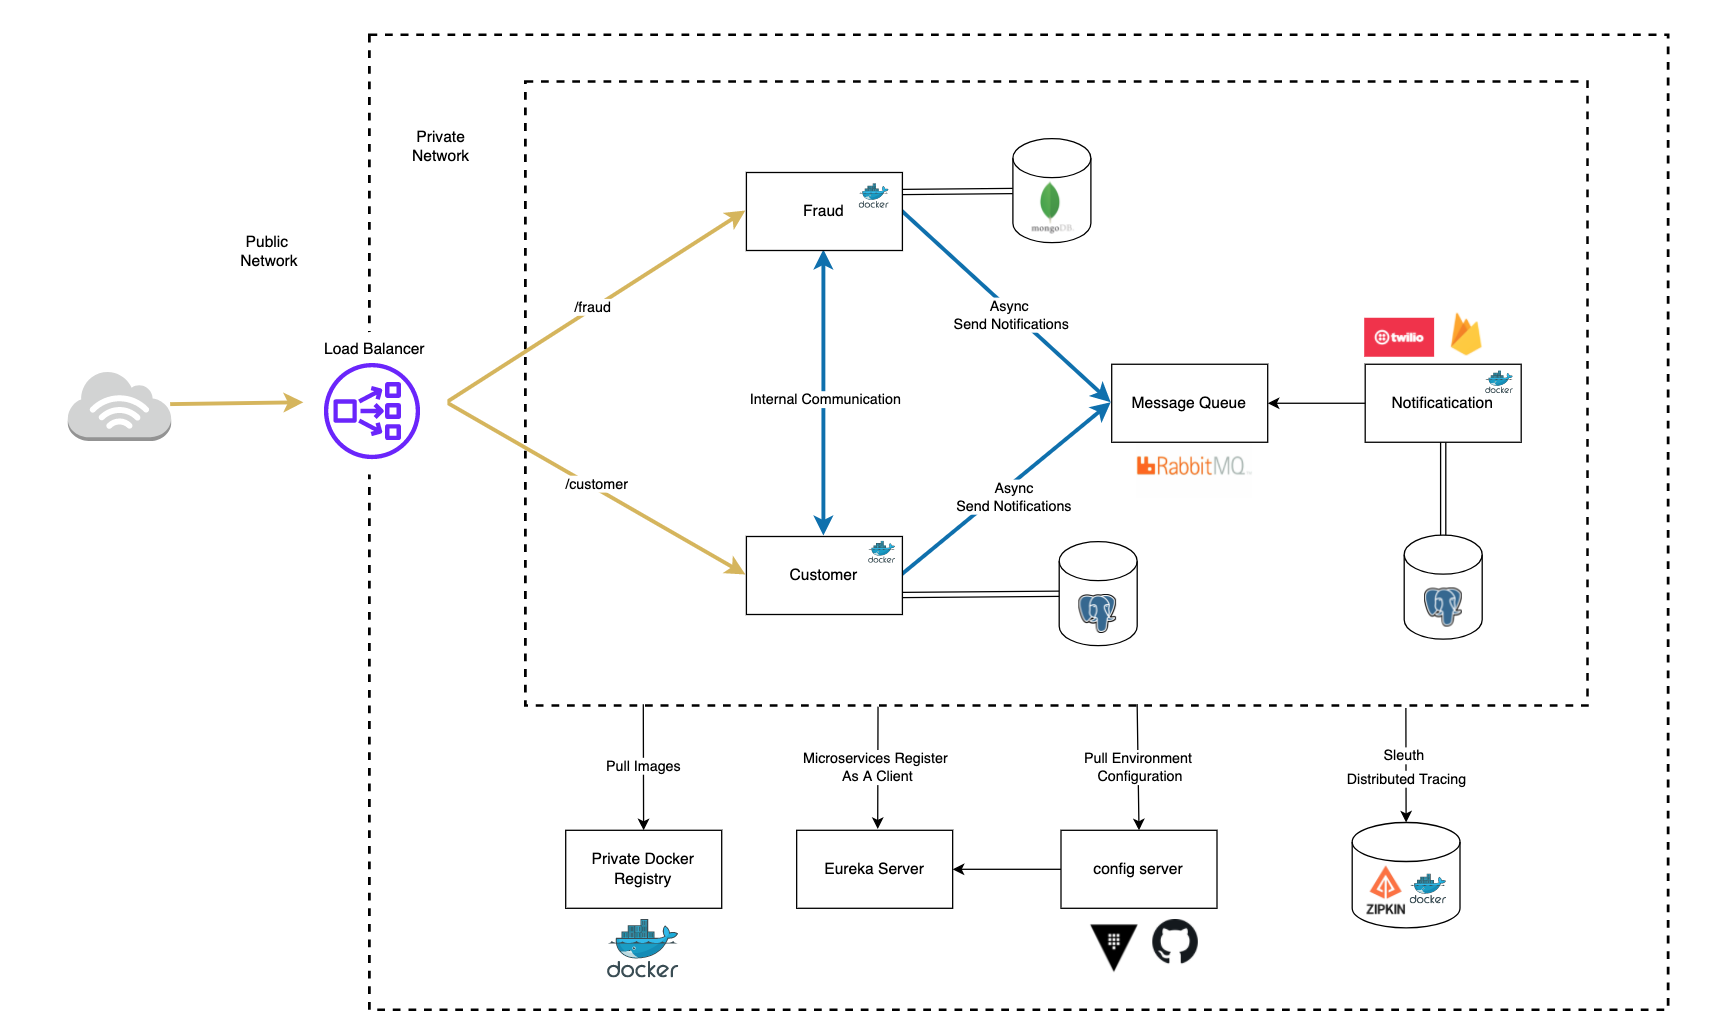 Private
Network
Public
Network
Load Balancer
/fraud
/customer
Fraud
docker
mongoDB.
Internal Communication
Async
Send Notifications
Async
Send Notifications
Customer
docker
Message Queue
RabbitMQ
twilio
Notificatication
docker
Pull Images
Microservices Register
As A Client
Pull Environment
Configuration
Sleuth
Distributed Tracing
Private Docker
Registry
docker
Eureka Server
config server
ZIPKIN
docker